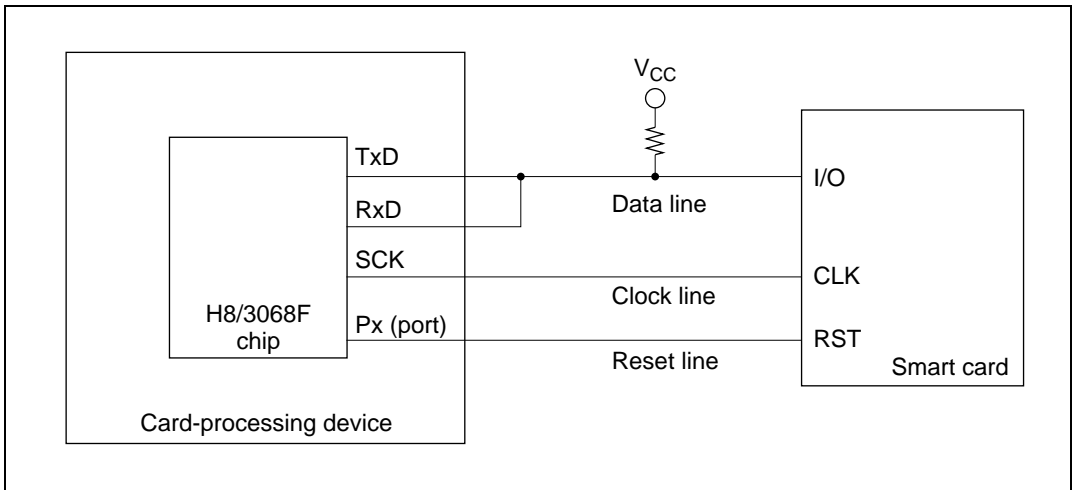 VCC
TxD
I/O
RxD
Data line
SCK
CLK
Clock line
H8/3068F
chip
Px (port)
RST
Reset line
Smart card
Card-processing device